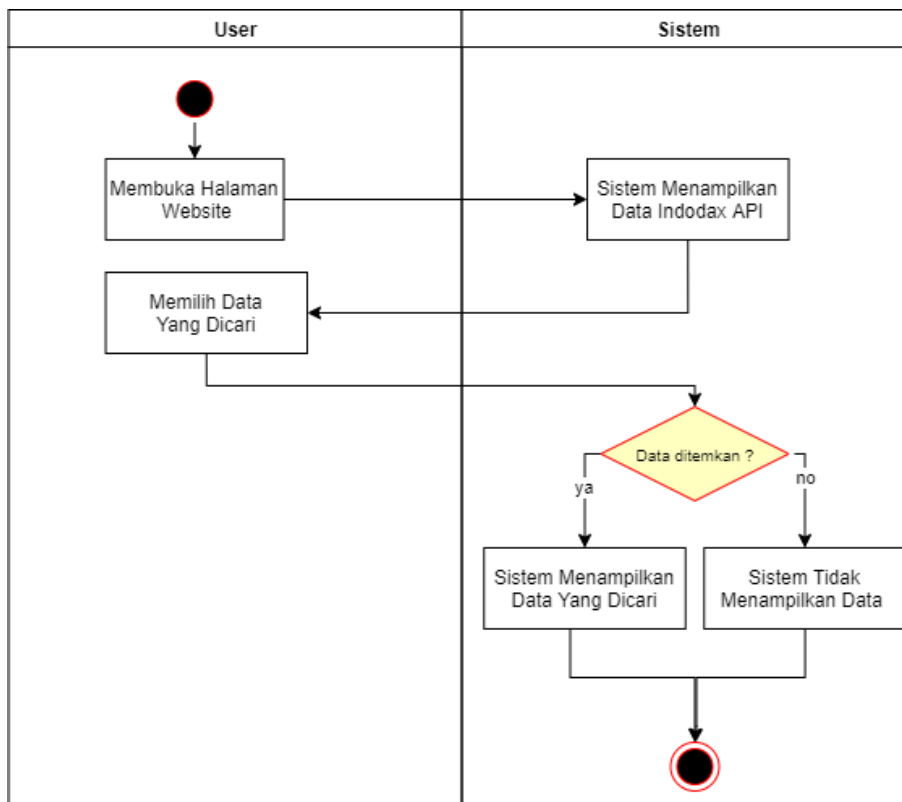 User
Sistem
Membuka Halaman
Website
Sistem Menampilkan
Data Indodax API
Memilih Data
Yang Dicari
Data ditemkan ?
ya
no
Sistem Menampilkan
Data Yang Dicari
Sistem Tidak
Menampilkan Data